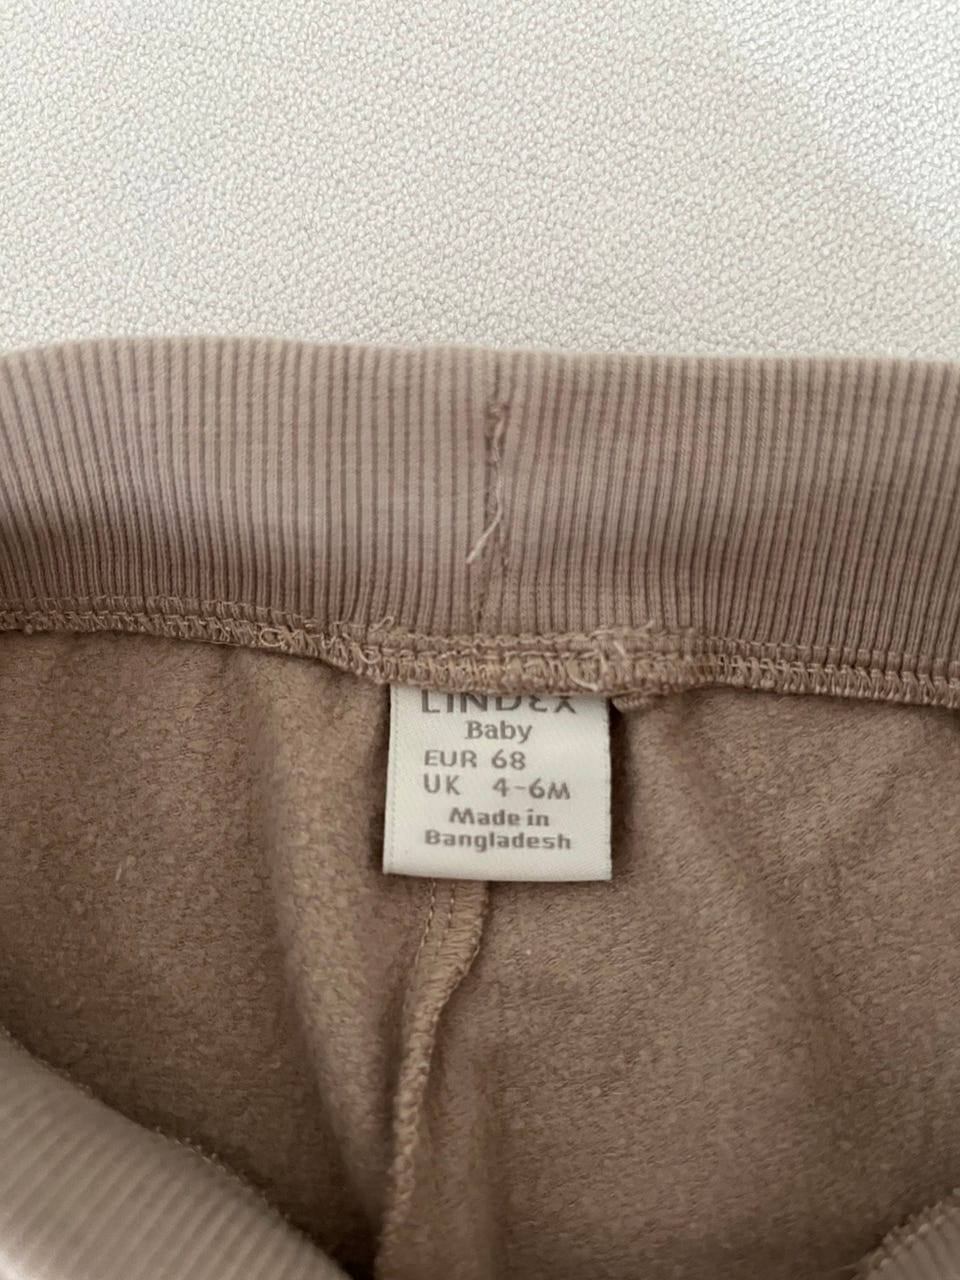 LINDEX
Baby
EUR 68
UK 4-6M
Made in
Bangladesh